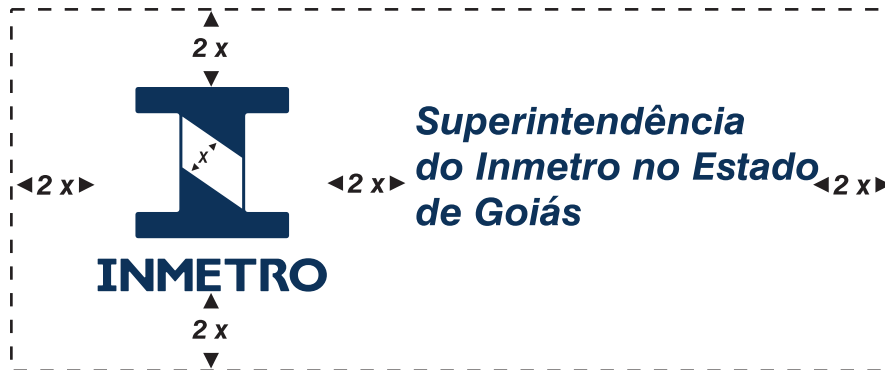 2 x
x
2 x
2 x
2 x
Superintendência
do Inmetro no Estado
de Goiás
INMETRO
2 x